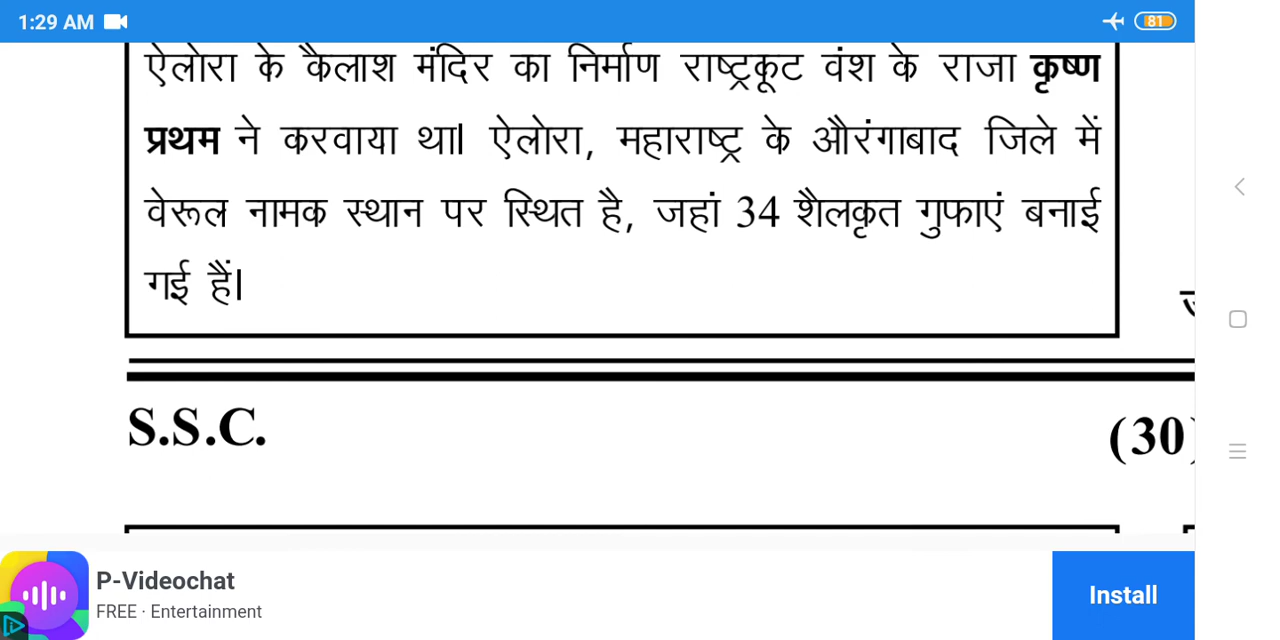 1:29 AM
81
ऐलोरा के कैलाश मंदिर का निर्माण राष्ट्रकूट वंश के राजा कृष्ण
प्रथम ने करवाया था। ऐलोरा, महाराष्ट्र के औरंगाबाद जिले में
वेरूल नामक स्थान पर स्थित है, जहां 34 शैलकृत गुफाएं बनाई
गई हैं।
S.S.C.
(30)
P-Videochat
FREE · Entertainment
Install